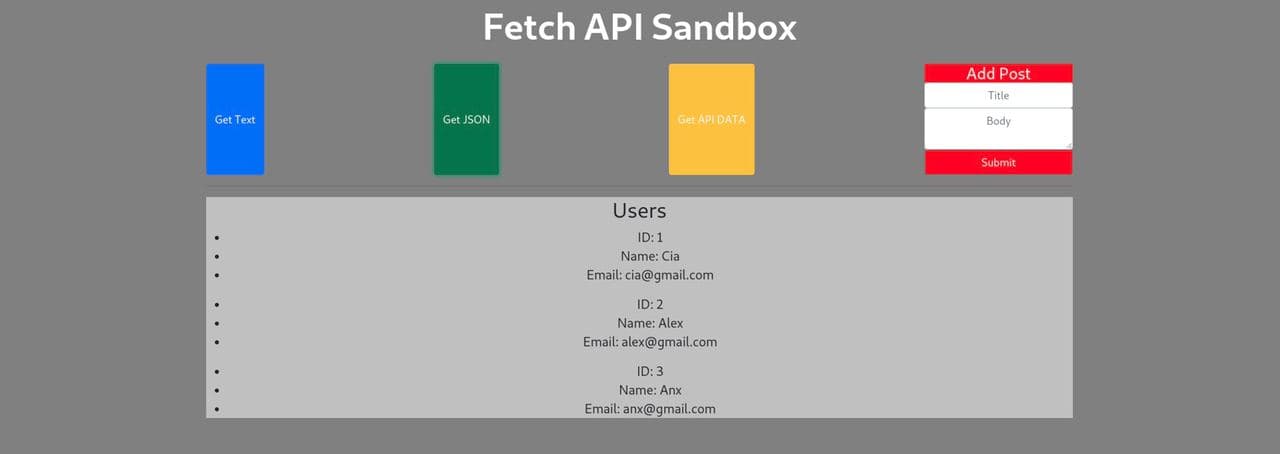 Fetch API Sandbox
Get Text
Get JSON
Get API DATA
Add Post
Title
Body
Submit
Users
ID: 1
Name: Cia
Email: cia@gmail.com
ID: 2
Name: Alex
Email: alex@gmail.com
ID: 3
Name: Anx
Email: anx@gmail.com